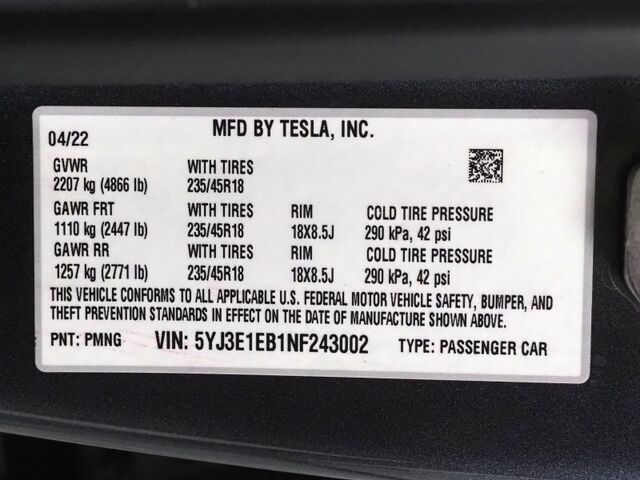 MFD BY TESLA, INC.
04/22
GVWR WITH TIRES
2207 kg (4866 lb) 235/45R18
GAWR FRT WITH TIRES RIM COLD TIRE PRESSURE
1110 kg (2447 lb) 235/45R18 18X8.5J 290 kPa, 42 psi
GAWR RR WITH TIRES RIM COLD TIRE PRESSURE
1257 kg (2771 lb) 235/45R18 18X8.5J 290 kPa, 42 psi
THIS VEHICLE CONFORMS TO ALL APPLICABLE U.S. FEDERAL MOTOR VEHICLE SAFETY, BUMPER, AND
THEFT PREVENTION STANDARDS IN EFFECT ON THE DATE OF MANUFACTURE SHOWN ABOVE.
PNT: PMNG VIN: 5YJ3E1EB1NF243002 TYPE: PASSENGER CAR